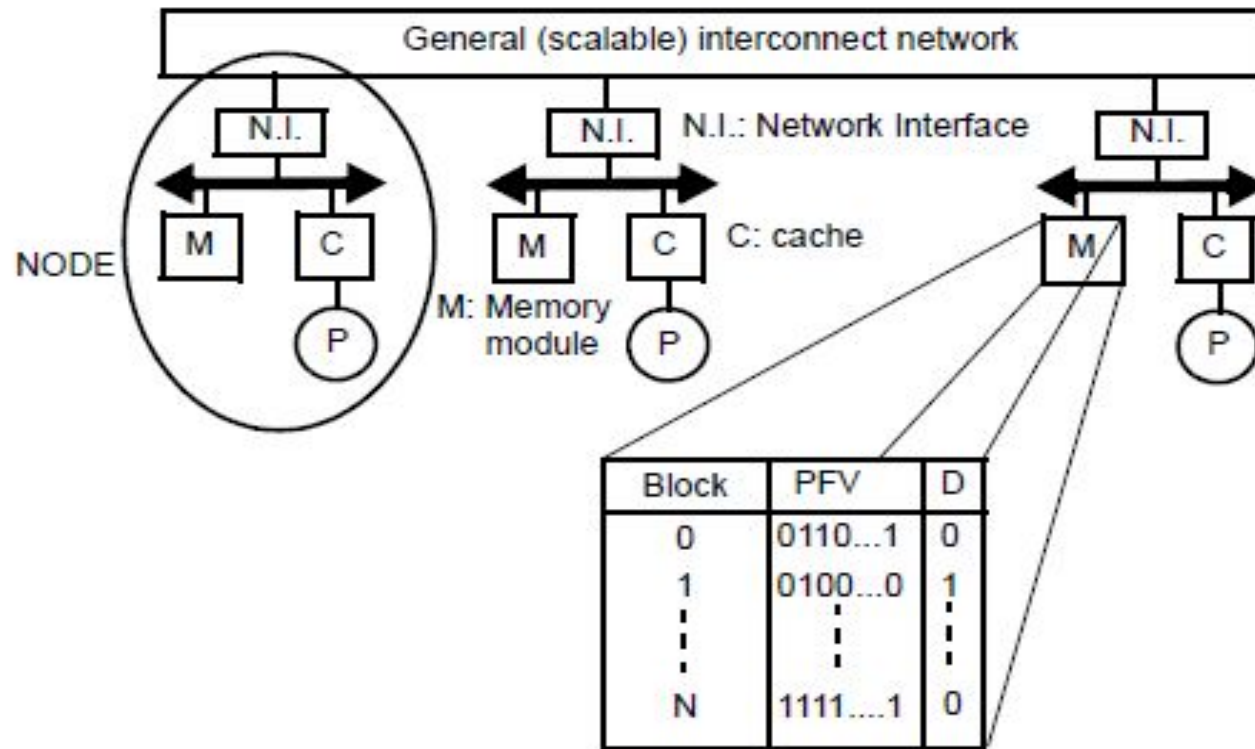 General (scalable) interconnect network
N.I.
N.I.
N.I.: Network Interface
N.I.
M
C
M
C
C: cache
M
C
NODE
M: Memory
module
P
P
P
Block PFV D
0 0110...1 0
1 0100...0 1
N 1111....1 0